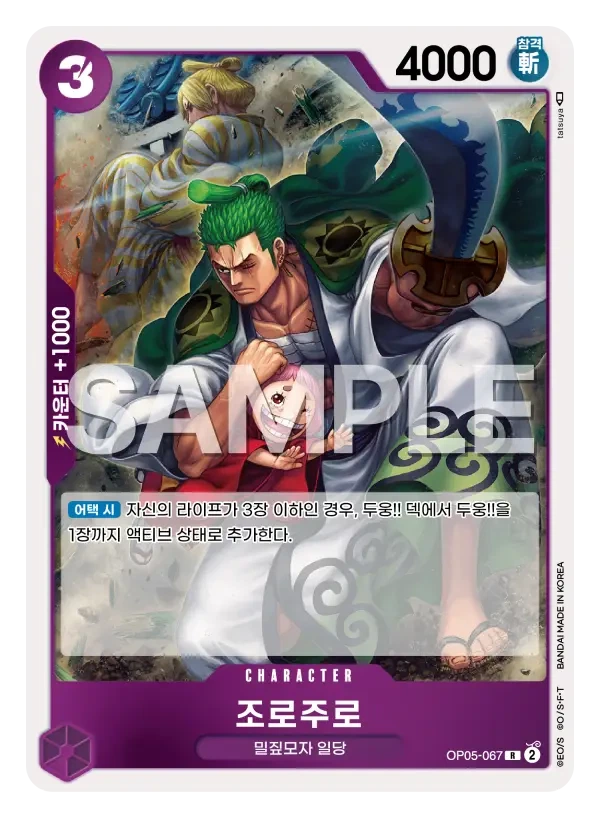 3
4000
참격
斬
tatsuya
카운터 +1000
SAMPLE
어택 시 자신의 라이프가 3장 이하인 경우, 두웅!! 덱에서 두웅!!을
1장까지 액티브 상태로 추가한다.
CHARACTER
조로주로
밀짚모자 일당
OP05-067 R 2
©EO/S ©O/S·F·T BANDAI MADE IN KOREA